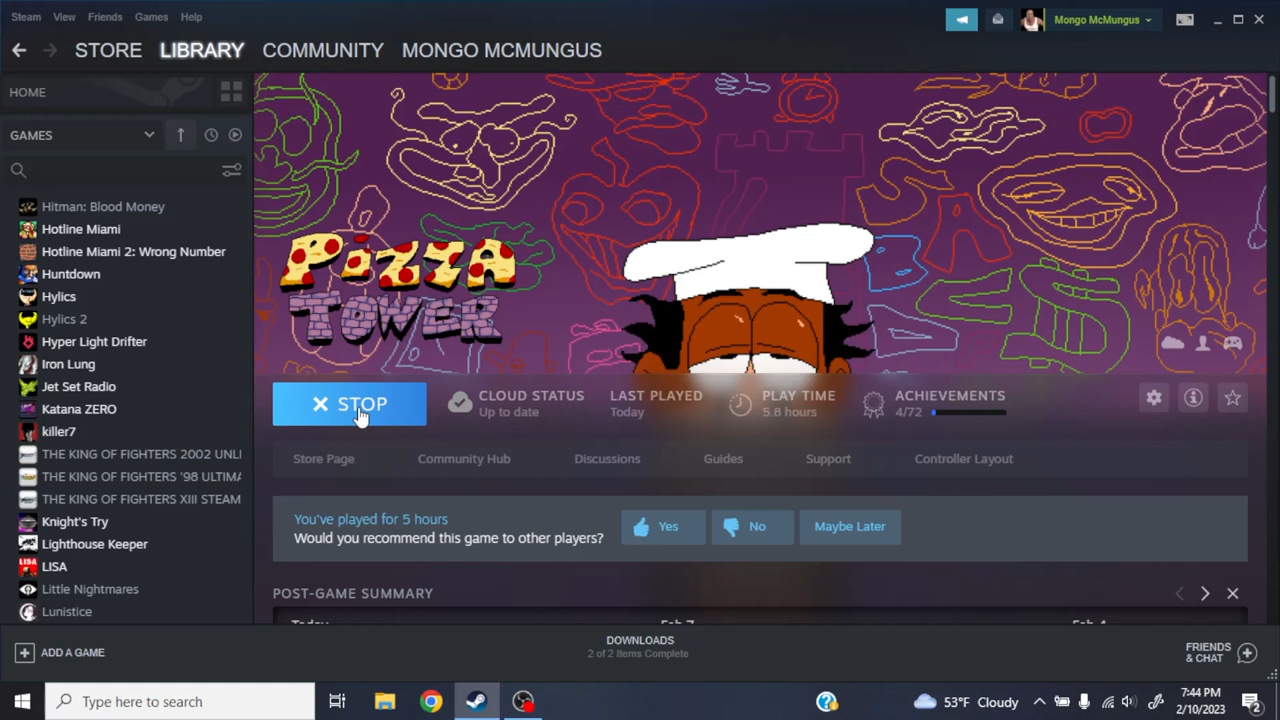 Steam View Friends Games Help
Mongo McMungus
STORE LIBRARY COMMUNITY MONGO MCMUNGUS
HOME
GAMES
Hitman: Blood Money
Hotline Miami
Hotline Miami 2: Wrong Number
Huntdown
Hylics
Hylics 2
Hyper Light Drifter
Iron Lung
Jet Set Radio
Katana ZERO
killer7
THE KING OF FIGHTERS 2002 UNLI
THE KING OF FIGHTERS '98 ULTIMA
THE KING OF FIGHTERS XIII STEAM
Knight's Try
Lighthouse Keeper
LISA
Little Nightmares
Lunistice
PIZZA
TOWER
STOP
CLOUD STATUS
Up to date
LAST PLAYED
Today
PLAY TIME
5.8 hours
ACHIEVEMENTS
4/72
Store Page Community Hub Discussions Guides Support Controller Layout
You've played for 5 hours
Would you recommend this game to other players?
Yes No Maybe Later
POST-GAME SUMMARY
Today Feb 7 Feb 4
ADD A GAME
DOWNLOADS
2 of 2 Items Complete
FRIENDS
& CHAT
Type here to search
53°F Cloudy
7:44 PM
2/10/2023
2